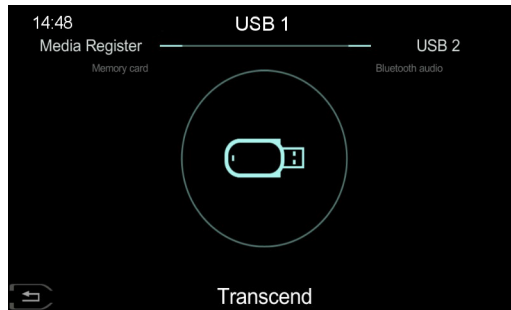 14:48
USB 1
Media Register
USB 2
Memory card
Bluetooth audio
Transcend